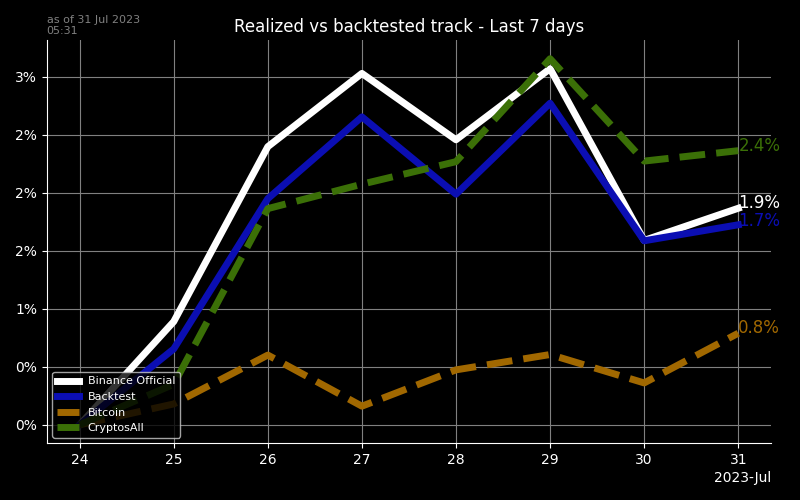 as of 31 Jul 2023
05:31
Realized vs backtested track - Last 7 days
3%
2%
2%
2%
1%
0%
0%
2.4%
1.9%
1.7%
0.8%
Binance Official
Backtest
Bitcoin
CryptosAll
24 25 26 27 28 29 30 31
2023-Jul